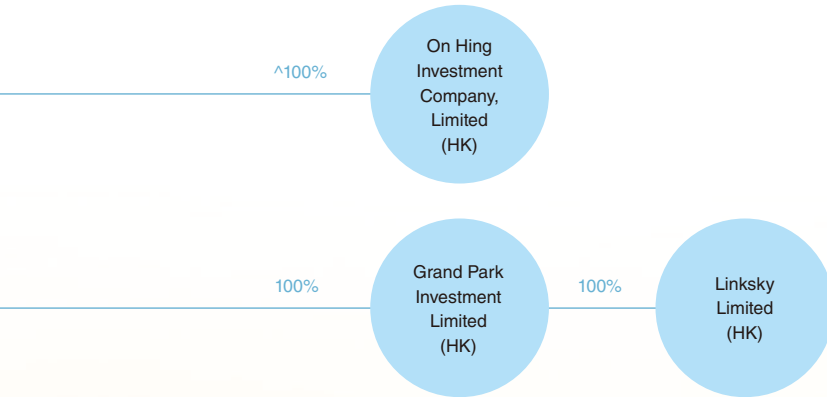 ^100%
On Hing
Investment
Company,
Limited
(HK)
100%
Grand Park
Investment
Limited
(HK)
100%
Linksky
Limited
(HK)